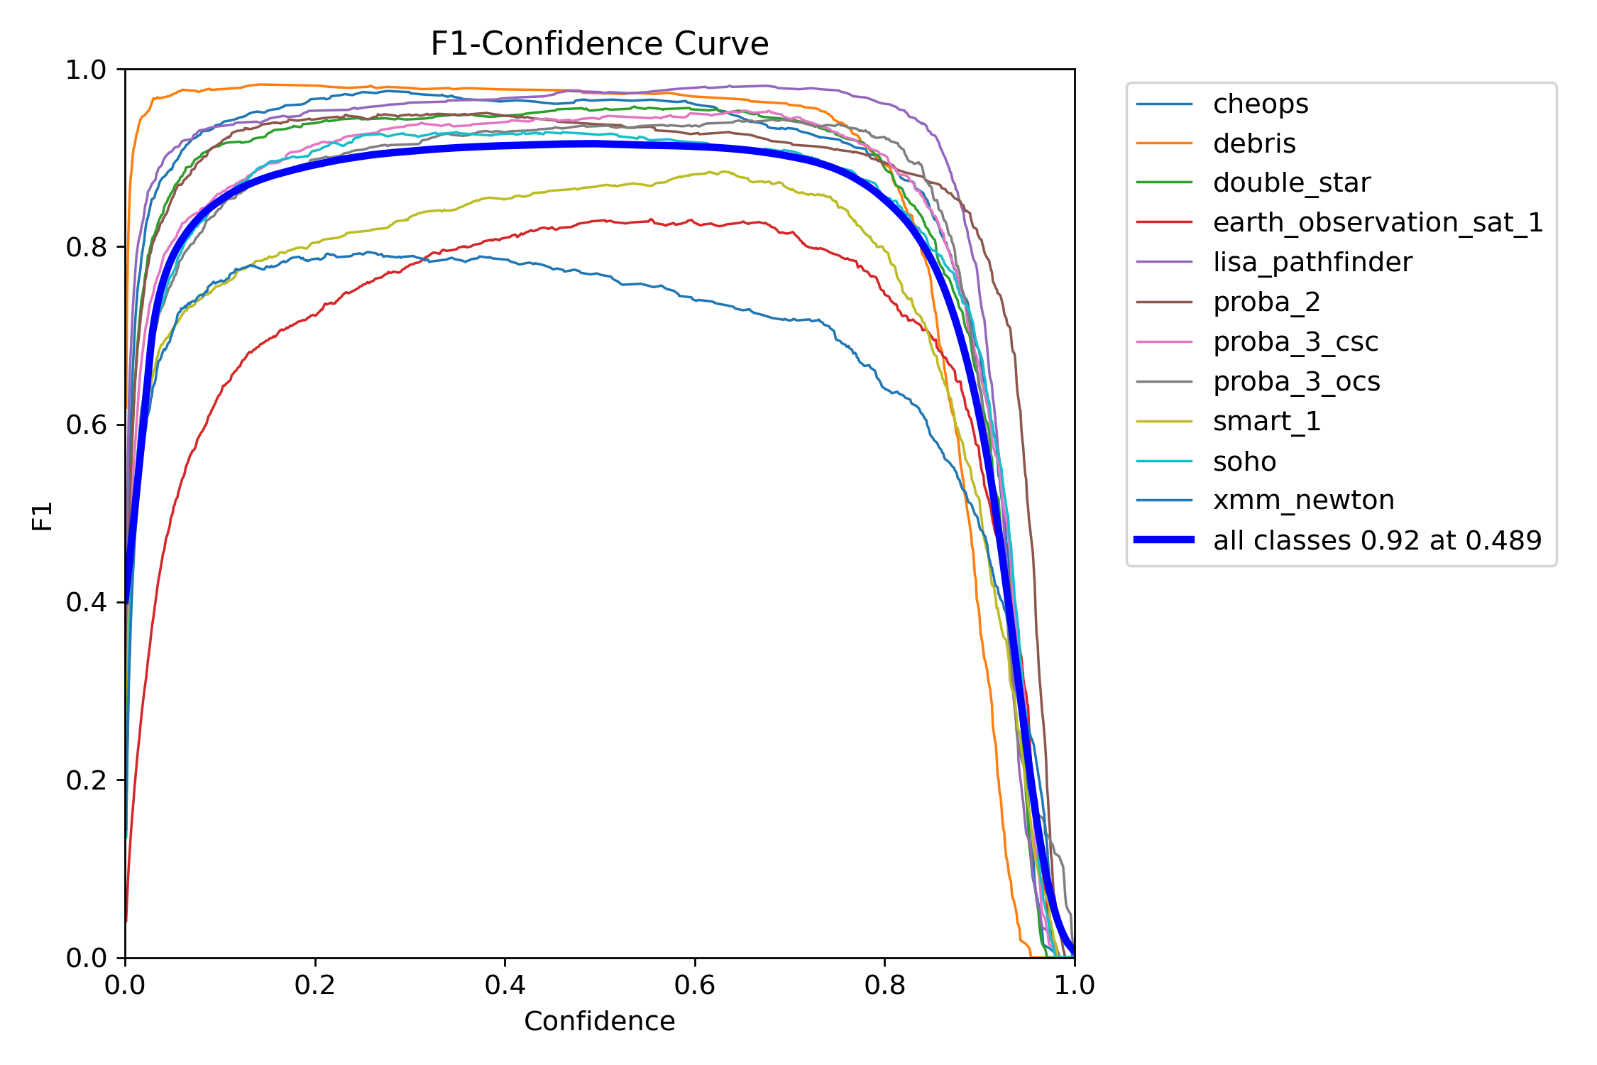 F1-Confidence Curve
1.0
0.8
0.6
0.4
0.2
0.0
F1
0.0 0.2 0.4 0.6 0.8 1.0
Confidence
cheops
debris
double_star
earth_observation_sat_1
lisa_pathfinder
proba_2
proba_3_csc
proba_3_ocs
smart_1
soho
xmm_newton
all classes 0.92 at 0.489